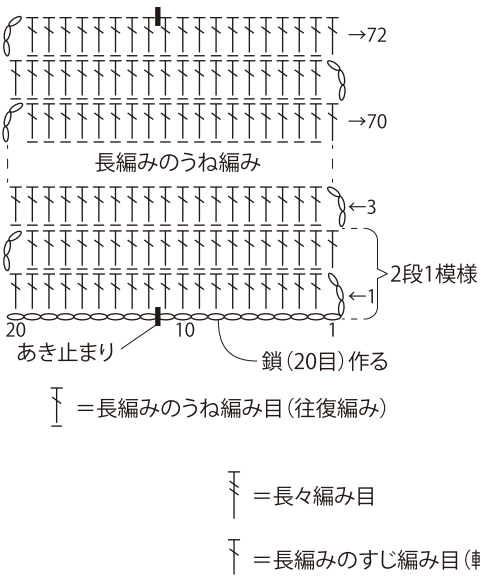 →72
→70
長編みのうね編み
←3
2段1模様
←1
20 10 1
あき止まり
鎖（20目）作る
＝長編みのうね編み目（往復編み）
＝長々編み目
＝長編みのすじ編み目（